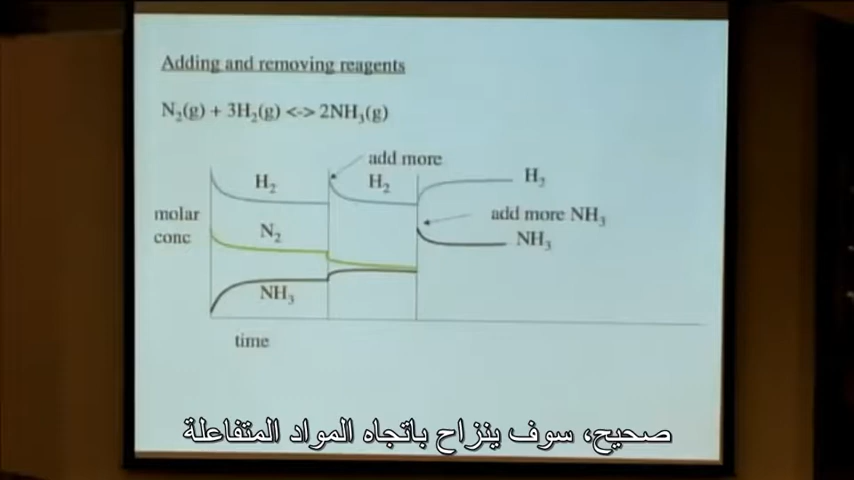 Adding and removing reagents
N₂(g) + 3H₂(g) <-> 2NH₃(g)
add more
H₂
H₂
H₂
molar
conc
N₂
add more NH₃
NH₃
NH₃
time
صحيح، سوف ينزاح باتجاه المواد المتفاعلة